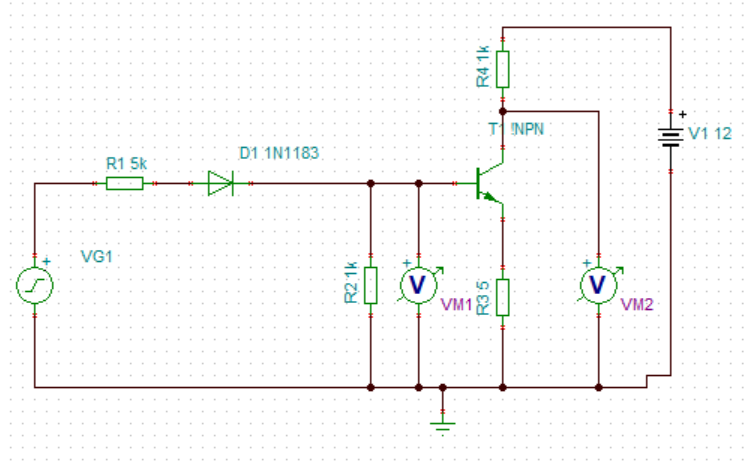 R4 1k
T1 !NPN
V1 12
D1 1N1183
R1 5k
VG1
R2 1k
V
VM1
R3 5
V
VM2